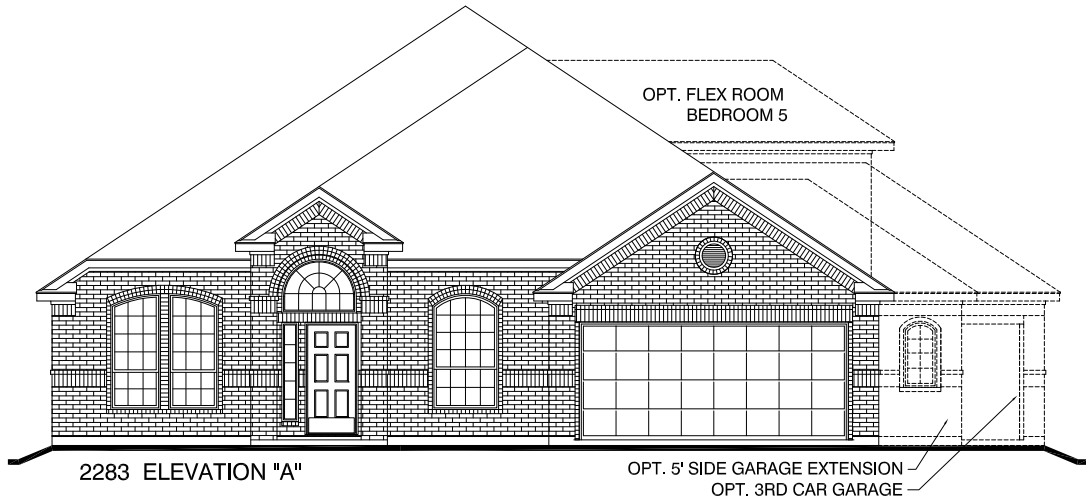 OPT. FLEX ROOM
BEDROOM 5
2283 ELEVATION "A"
OPT. 5' SIDE GARAGE EXTENSION
OPT. 3RD CAR GARAGE